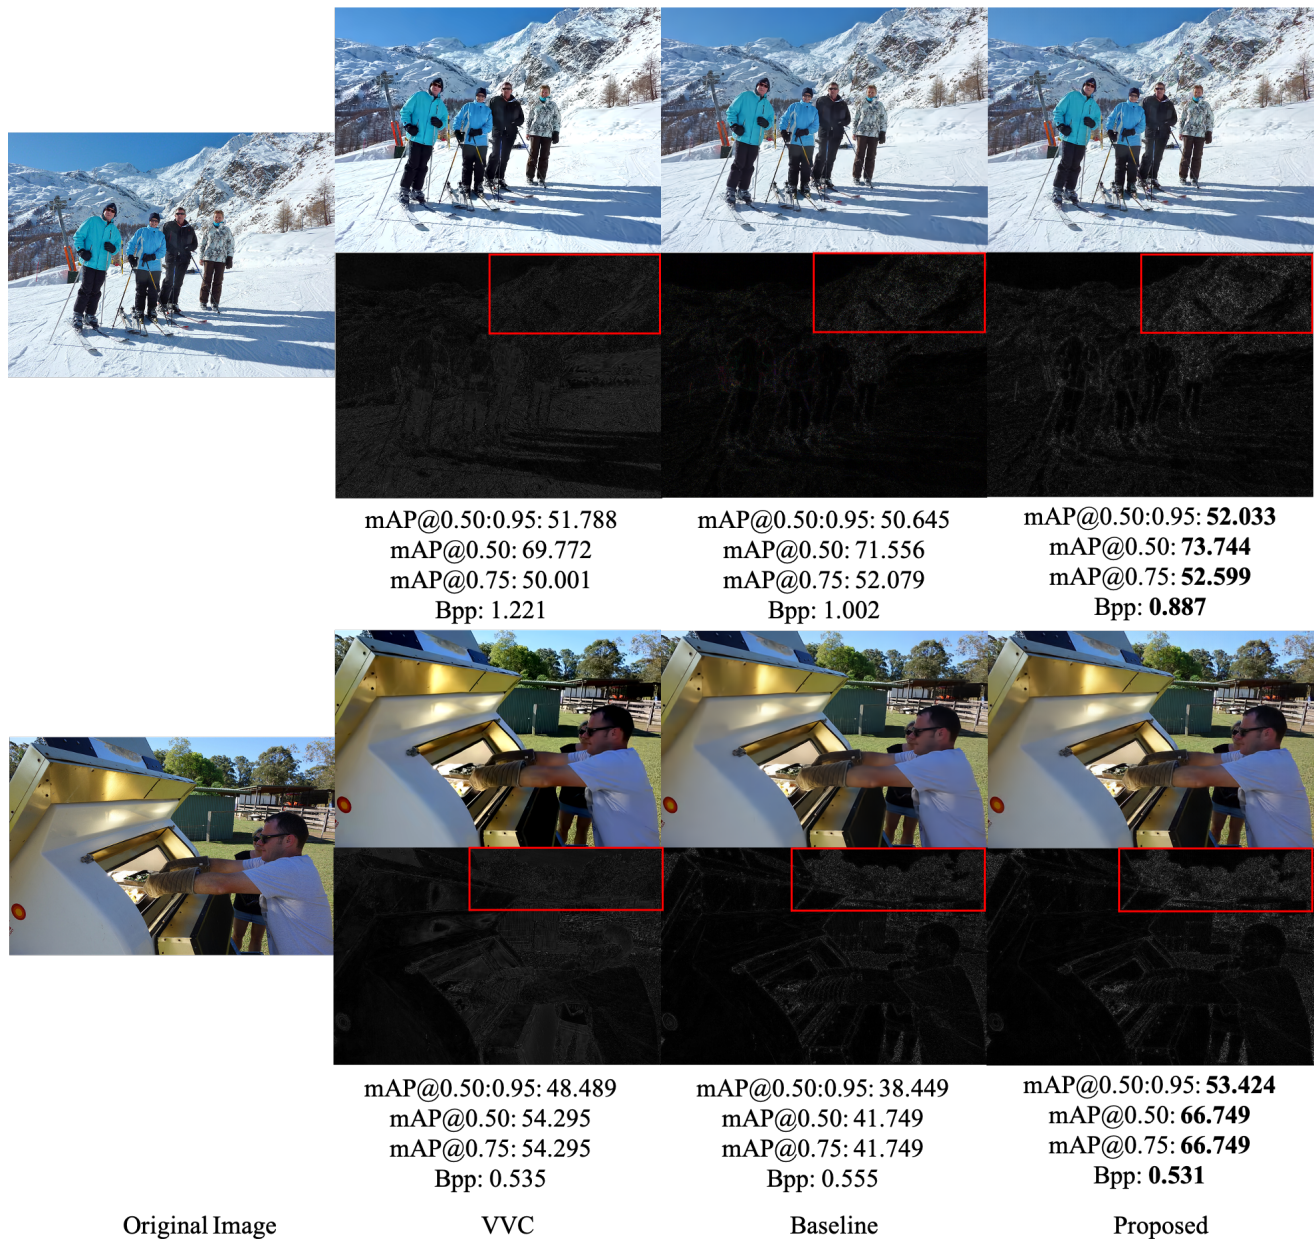 mAP@0.50:0.95: 51.788
mAP@0.50: 69.772
mAP@0.75: 50.001
Bpp: 1.221
mAP@0.50:0.95: 50.645
mAP@0.50: 71.556
mAP@0.75: 52.079
Bpp: 1.002
mAP@0.50:0.95: 52.033
mAP@0.50: 73.744
mAP@0.75: 52.599
Bpp: 0.887
mAP@0.50:0.95: 48.489
mAP@0.50: 54.295
mAP@0.75: 54.295
Bpp: 0.535
mAP@0.50:0.95: 38.449
mAP@0.50: 41.749
mAP@0.75: 41.749
Bpp: 0.555
mAP@0.50:0.95: 53.424
mAP@0.50: 66.749
mAP@0.75: 66.749
Bpp: 0.531
Original Image
VVC
Baseline
Proposed